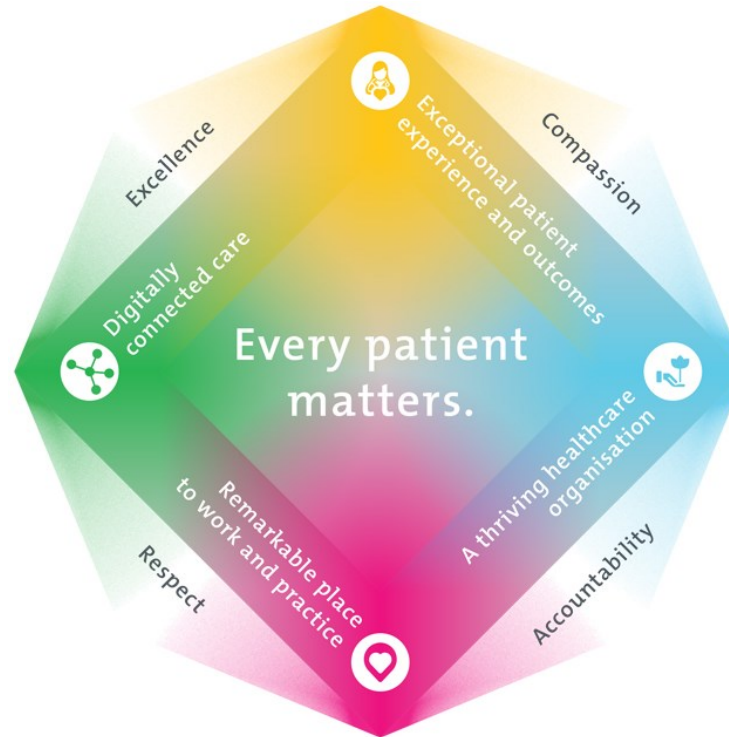 Excellence
Compassion
Exceptional patient
experience and outcomes
Digitally
connected care
Every patient
matters.
A thriving healthcare
organisation
Remarkable place
to work and practice
Respect
Accountability